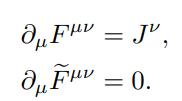 ∂_μ F^{μν} = J^ν,
∂_μ F̃^{μν} = 0.